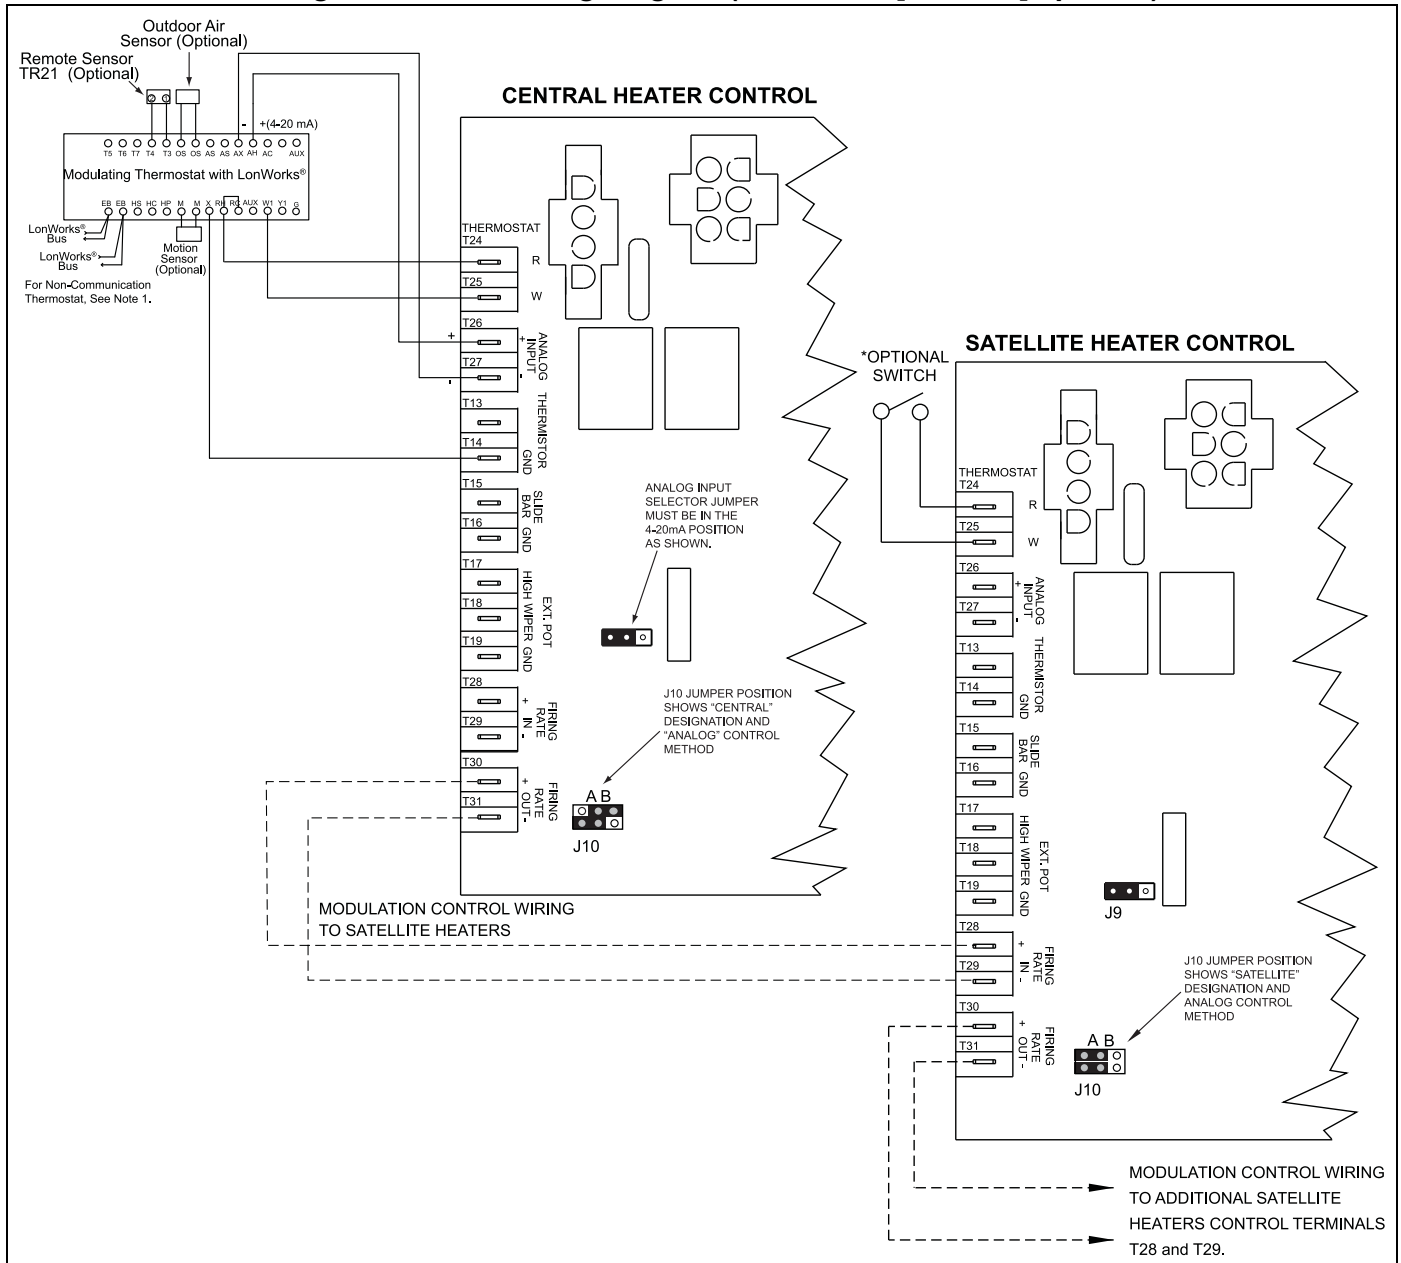 Outdoor Air
Sensor (Optional)
Remote Sensor
TR21 (Optional)
2 1
- +(4-20 mA)
T5 T6 T7 T4 T3 OS OS AS AS AX AH AC AUX
Modulating Thermostat with LonWorks®
EB EB HS HC HP M M X RH RC AUX W1 Y1 G
LonWorks®
Bus
LonWorks®
Bus
Motion
Sensor
(Optional)
For Non-Communication
Thermostat, See Note 1.
CENTRAL HEATER CONTROL
THERMOSTAT
T24
R
T25
W
T26
+
+
ANALOG
INPUT
T27
-
-
T13
THERMISTOR
T14
GND
T15
SLIDE
BAR
T16
GND
T17
HIGH
EXT. POT
T18
WIPER
T19
GND
T28
+
FIRING
RATE
IN
T29
-
T30
+
FIRING
RATE
OUT
T31
-
ANALOG INPUT
SELECTOR JUMPER
MUST BE IN THE
4-20mA POSITION
AS SHOWN.
J10 JUMPER POSITION
SHOWS “CENTRAL”
DESIGNATION AND
“ANALOG” CONTROL
METHOD
A B
J10
MODULATION CONTROL WIRING
TO SATELLITE HEATERS
SATELLITE HEATER CONTROL
*OPTIONAL
SWITCH
THERMOSTAT
T24
R
T25
W
T26
+
ANALOG
INPUT
T27
-
T13
THERMISTOR
T14
GND
T15
SLIDE
BAR
T16
GND
T17
HIGH
EXT. POT
T18
WIPER
T19
GND
T28
+
FIRING
RATE
IN
T29
-
T30
+
FIRING
RATE
OUT
T31
-
J9
J10 JUMPER POSITION
SHOWS “SATELLITE”
DESIGNATION AND
ANALOG CONTROL
METHOD
A B
J10
MODULATION CONTROL WIRING
TO ADDITIONAL SATELLITE
HEATERS CONTROL TERMINALS
T28 and T29.